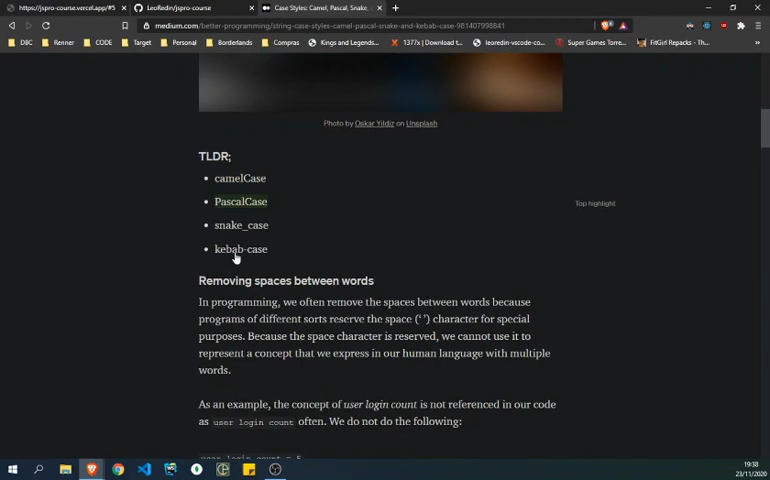 https://jspro-course.vercel.app/#5
LeoRedin/jspro-course
Case Styles: Camel, Pascal, Snake,
medium.com/better-programming/string-case-styles-camel-pascal-snake-and-kebab-case-981407998841
DBC
Renner
CODE
Target
Personal
Borderlands
Compras
Kings and Legends...
1377x | Download t...
leoredin-vscode-co...
Super Games Torre...
FitGirl Repacks - Th...
Photo by Oskar Yildiz on Unsplash
TLDR;
• camelCase
• PascalCase
Top highlight
• snake_case
• kebab-case
Removing spaces between words
In programming, we often remove the spaces between words because
programs of different sorts reserve the space (‘ ’) character for special
purposes. Because the space character is reserved, we cannot use it to
represent a concept that we express in our human language with multiple
words.
As an example, the concept of user login count is not referenced in our code
as user login count often. We do not do the following:
user login count = 5
19:38
23/11/2020